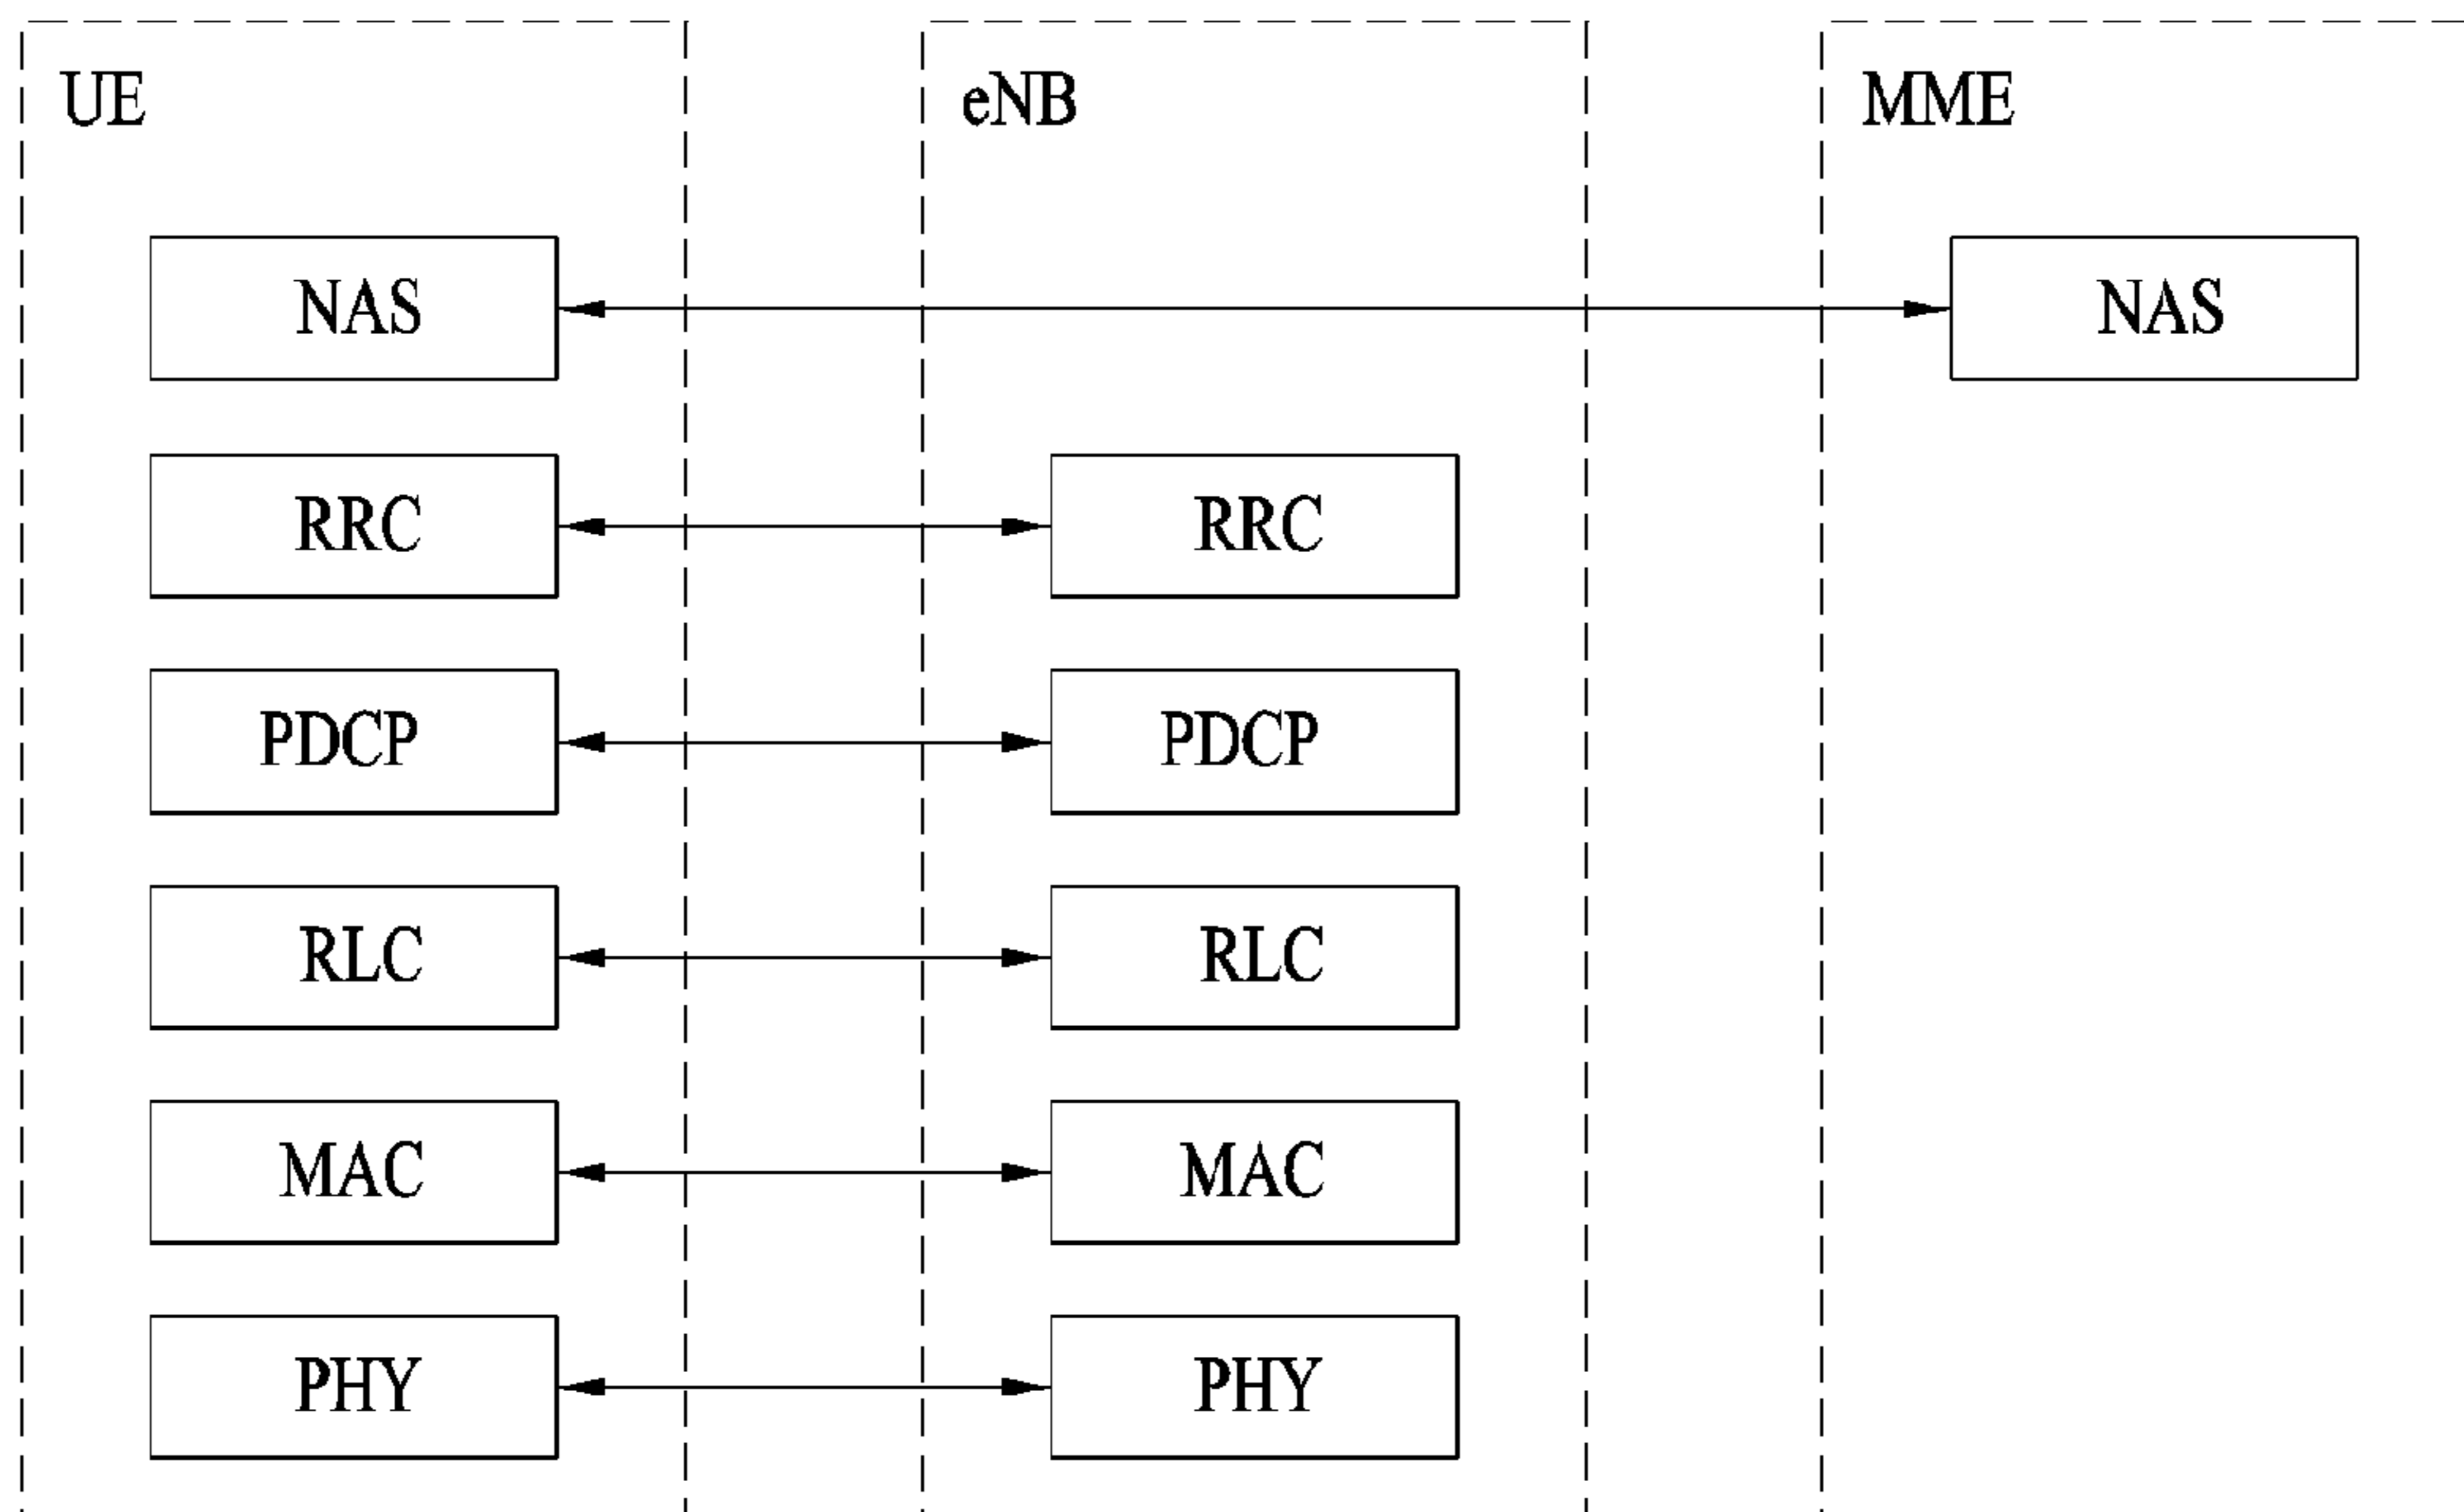 UE
eNB
MME
NAS
NAS
RRC
RRC
PDCP
PDCP
RLC
RLC
MAC
MAC
PHY
PHY